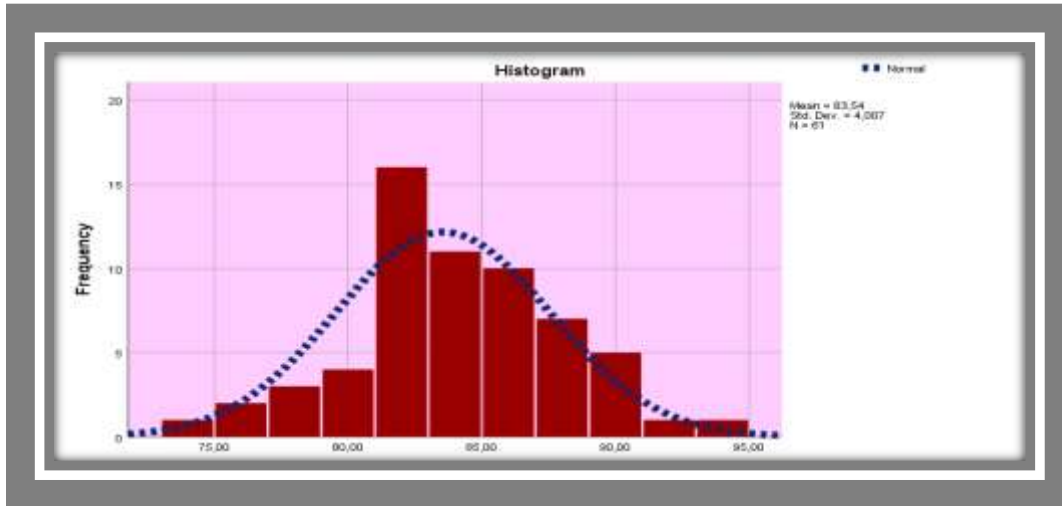 Histogram
Normal
Mean = 83,54
Std. Dev. = 4,007
N = 61
Frequency
20
15
10
5
0
75,00
80,00
85,00
90,00
95,00